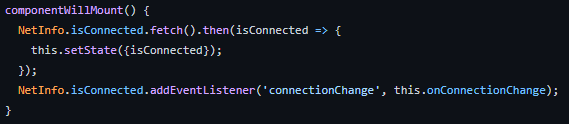 componentWillMount() {
  NetInfo.isConnected.fetch().then(isConnected => {
    this.setState({isConnected});
  });
  NetInfo.isConnected.addEventListener('connectionChange', this.onConnectionChange);
}